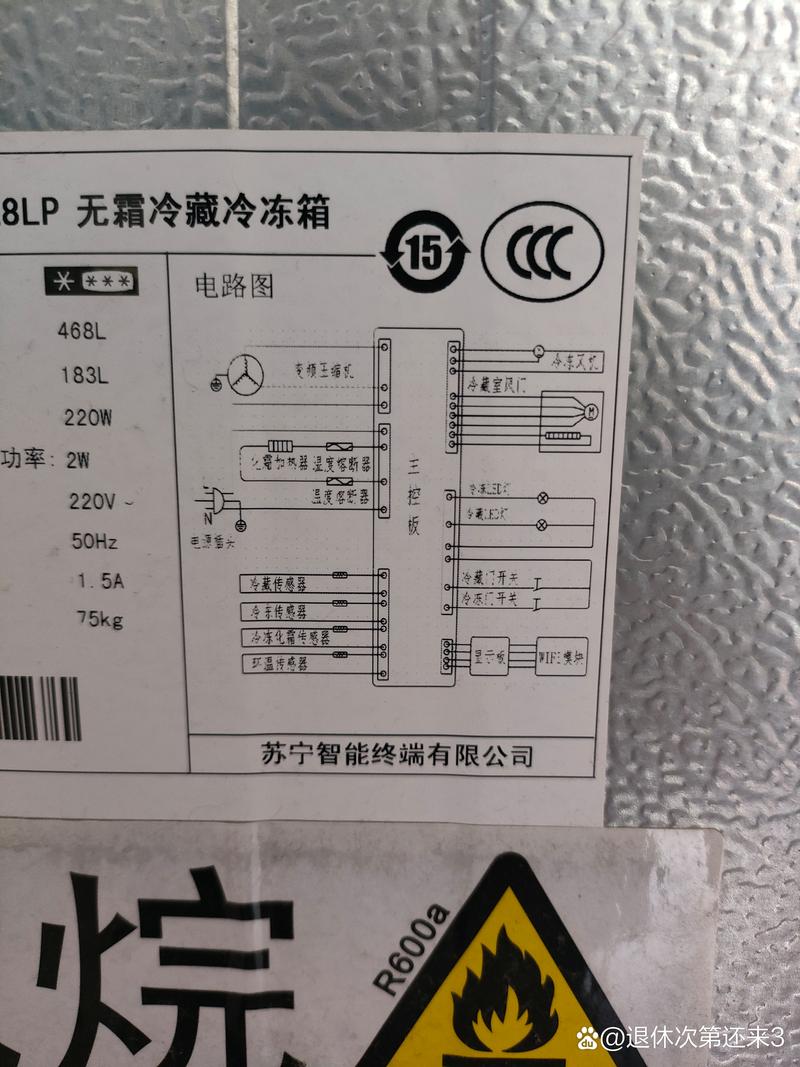 8LP 无霜冷藏冷冻箱
15
CCC
* ***
电路图
468L
183L
220W
功率: 2W
220V ~
50Hz
1.5A
75kg
变频压缩机
冷冻风机
冷藏室风门
M
化霜加热器 温度熔断器
温度熔断器
主控板
N
电源插头
冷冻LED灯
冷藏LED灯
冷藏传感器
冷冻传感器
冷冻化霜传感器
环温传感器
冷藏门开关
冷冻门开关
显示板
WIFI模块
苏宁智能终端有限公司
烷
R600a
Bai du @退休次第还来3